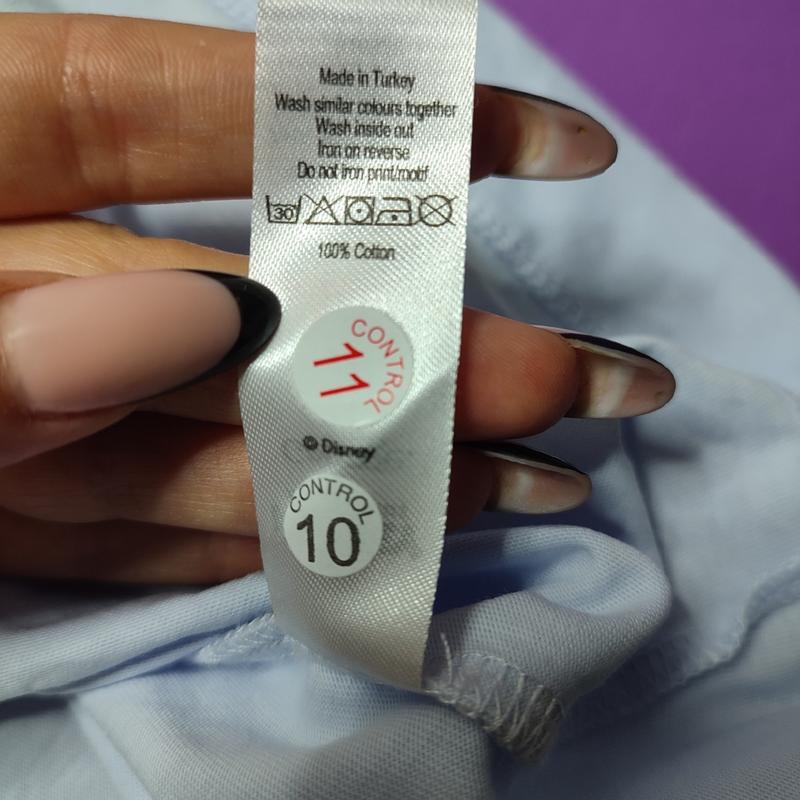 Made in Turkey
Wash similar colours together
Wash inside out
Iron on reverse
Do not iron print/motif
30
100% Cotton
CONTROL
11
© Disney
CONTROL
10